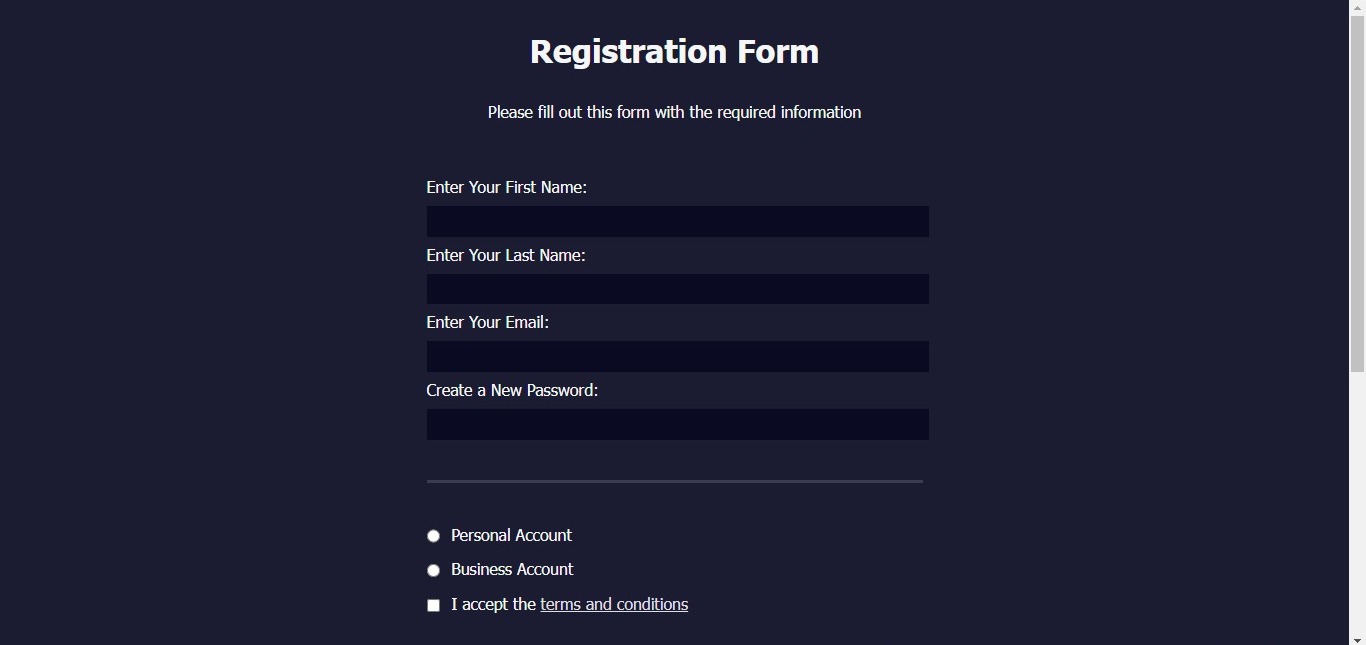 Registration Form
Please fill out this form with the required information
Enter Your First Name:
Enter Your Last Name:
Enter Your Email:
Create a New Password:
Personal Account
Business Account
I accept the terms and conditions